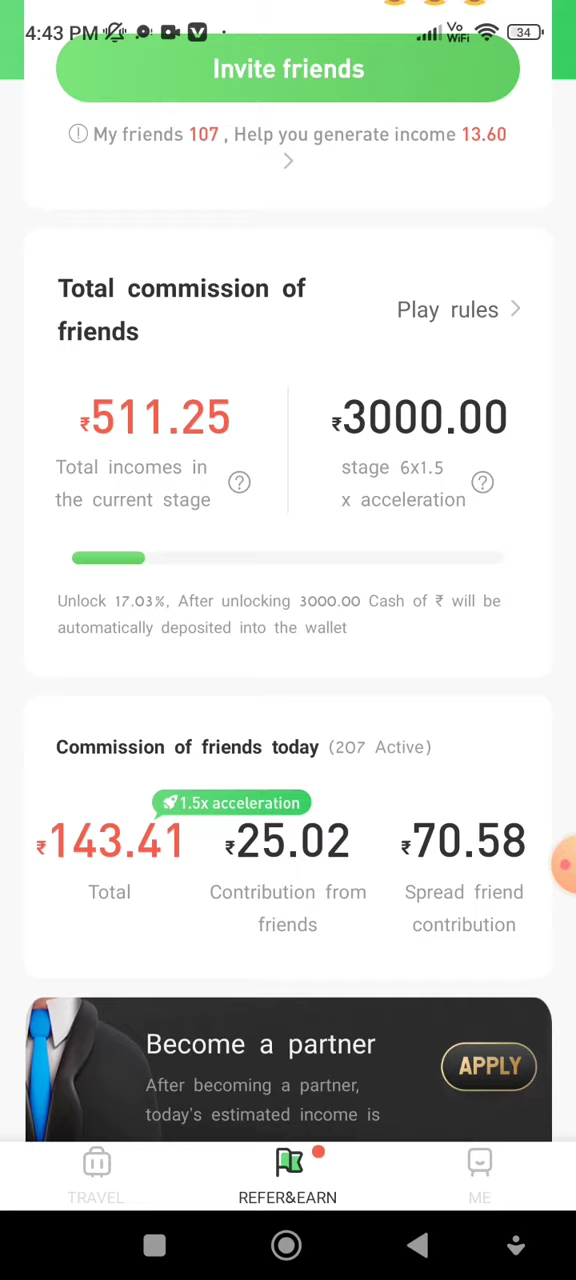 4:43 PM
Vo
WiFi
34
Invite friends
My friends 107 , Help you generate income 13.60
Total commission of
friends
Play rules
₹511.25
₹3000.00
Total incomes in
the current stage
stage 6x1.5
x acceleration
Unlock 17.03%, After unlocking 3000.00 Cash of ₹ will be
automatically deposited into the wallet
Commission of friends today (207 Active)
1.5x acceleration
₹143.41
₹25.02
₹70.58
Total
Contribution from
friends
Spread friend
contribution
Become a partner
APPLY
After becoming a partner,
today's estimated income is
TRAVEL
REFER&EARN
ME